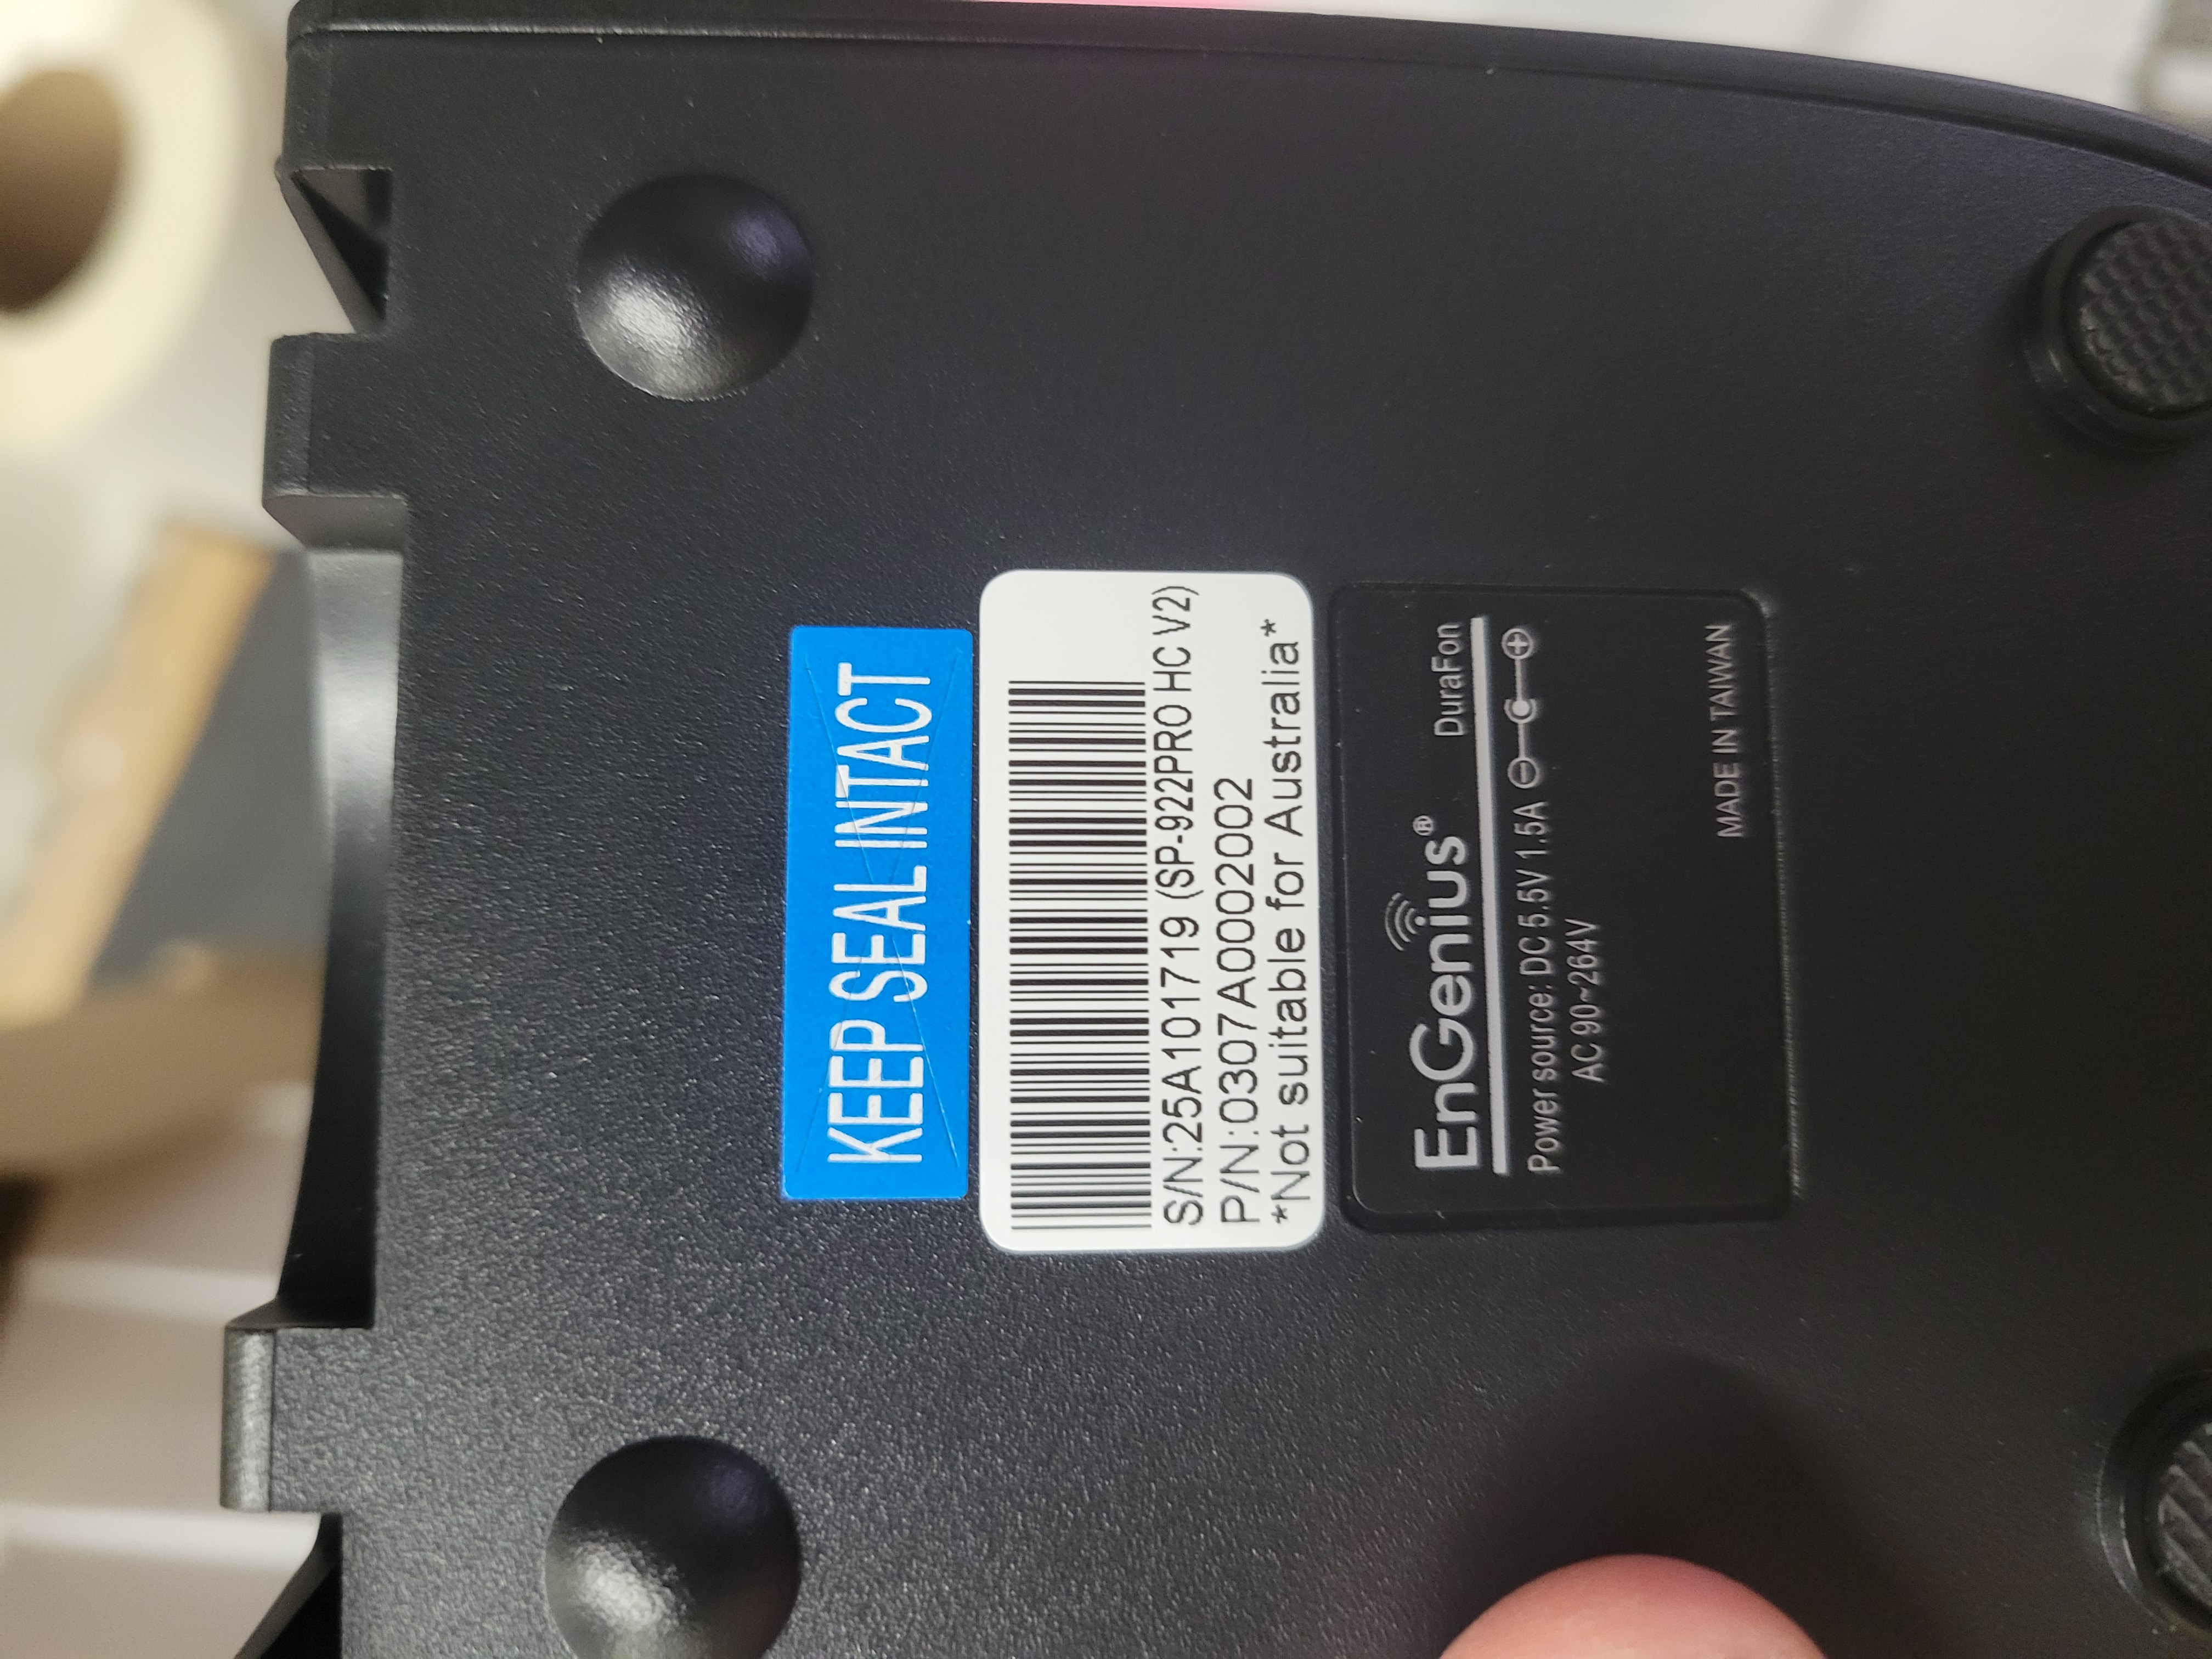 KEEP SEAL INTACT
S/N:25A101719 (SP-922PRO HC V2)
P/N:0307A0002002
*Not suitable for Australia*
EnGenius® DuraFon
Power source: DC 5.5V 1.5A
AC 90~264V
MADE IN TAIWAN